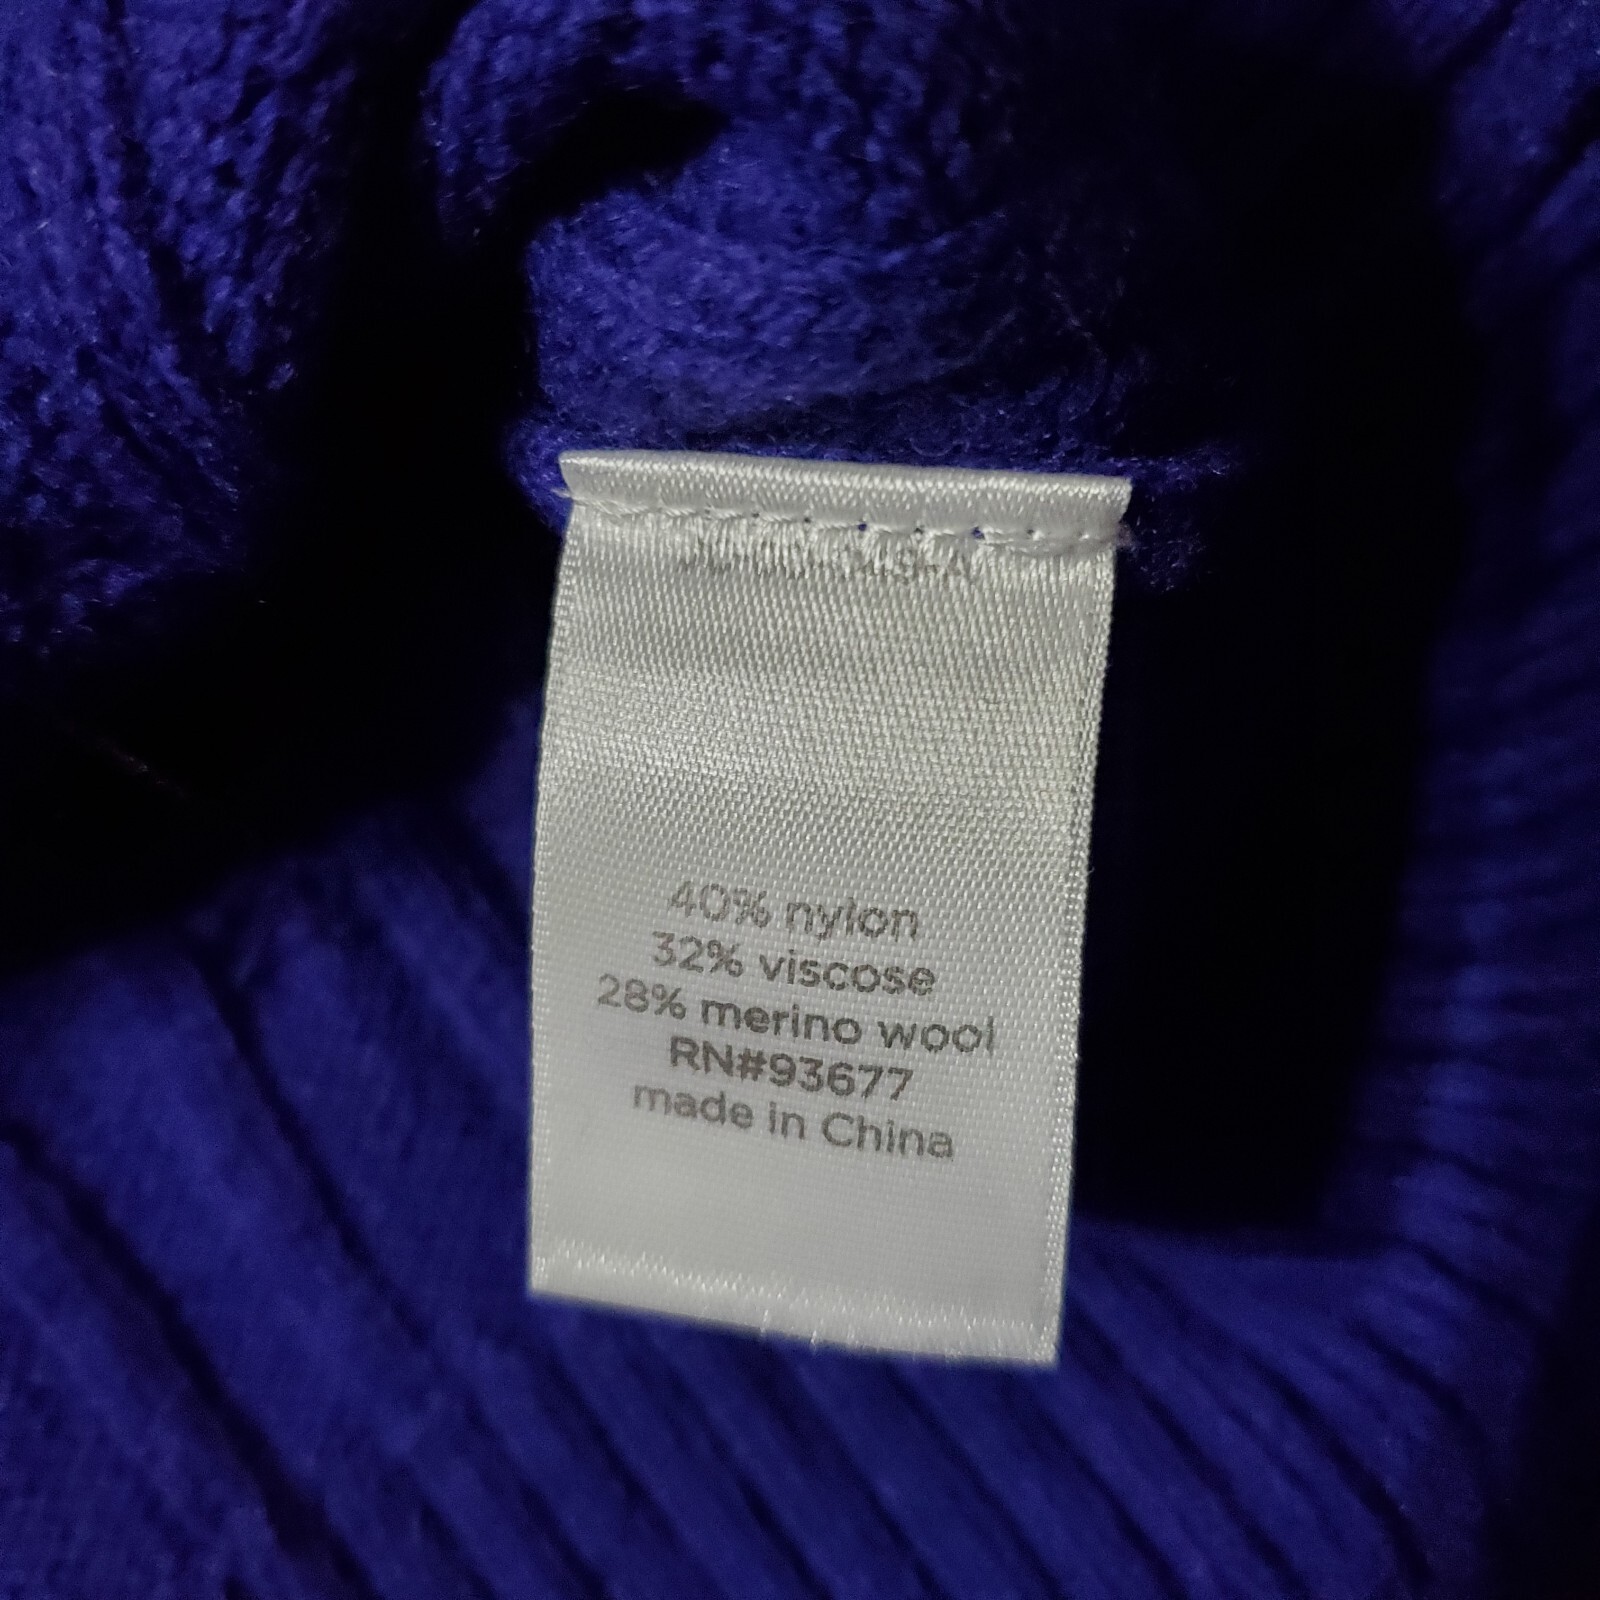 40% nylon
32% viscose
28% merino wool
RN#93677
made in China